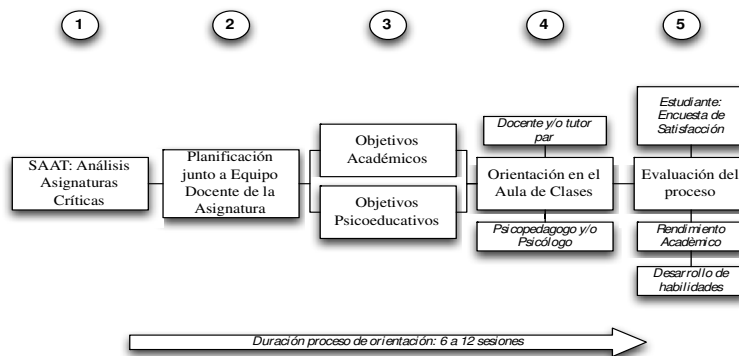 1
2
3
4
5
SAAT: Análisis
Asignaturas
Críticas
Planificación
junto a Equipo
Docente de la
Asignatura
Objetivos
Académicos
Objetivos
Psicoeducativos
Docente y/o tutor
par
Orientación en el
Aula de Clases
Psicopedagogo y/o
Psicólogo
Estudiante:
Encuesta de
Satisfacción
Evaluación del
proceso
Rendimiento
Acadèmico
Desarrollo de
habilidades
Duración proceso de orientación: 6 a 12 sesiones